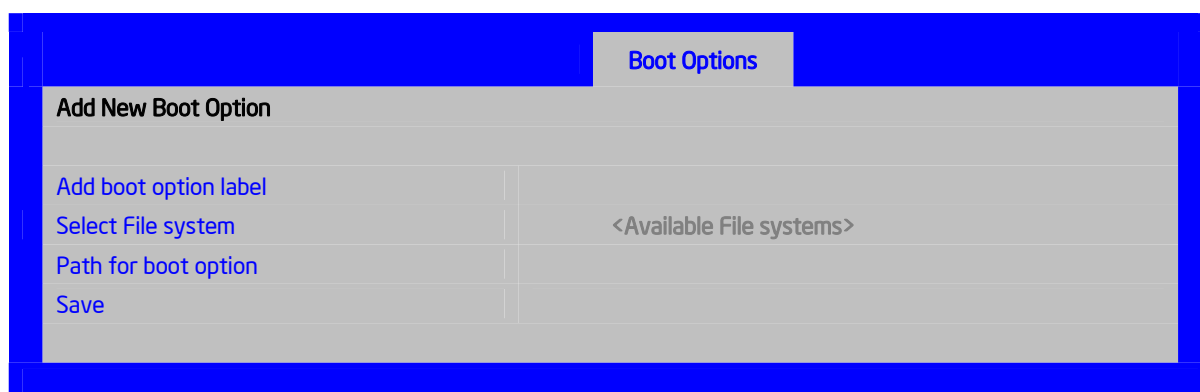 Boot Options
Add New Boot Option
Add boot option label
Select File system <Available File systems>
Path for boot option
Save